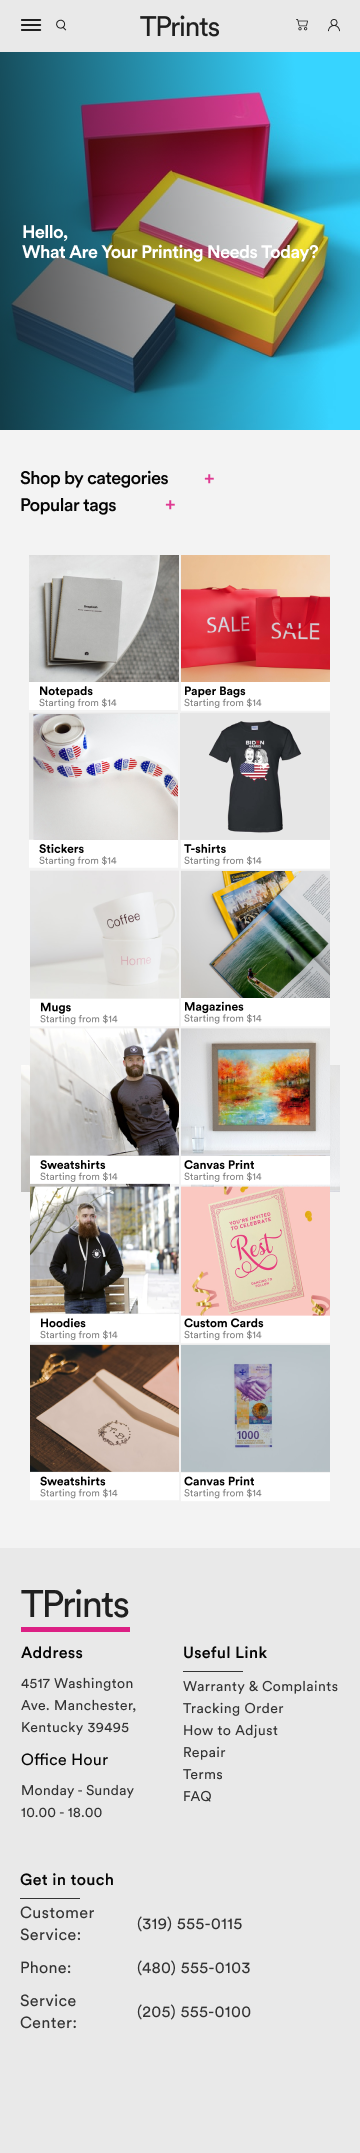 TPrints
Hello,
What Are Your Printing Needs Today?
Shop by categories +
Popular tags +
SALE
SALE
Notepads
Starting from $14
Paper Bags
Starting from $14
BIDEN
Stickers
Starting from $14
T-shirts
Starting from $14
Coffee
Home
Mugs
Starting from $14
Magazines
Starting from $14
Sweatshirts
Starting from $14
Canvas Print
Starting from $14
YOU'RE INVITED
TO CELEBRATE
Rest
Hoodies
Starting from $14
Custom Cards
Starting from $14
1000
Sweatshirts
Starting from $14
Canvas Print
Starting from $14
TPrints
Address
4517 Washington
Ave. Manchester,
Kentucky 39495
Office Hour
Monday - Sunday
10.00 - 18.00
Useful Link
Warranty & Complaints
Tracking Order
How to Adjust
Repair
Terms
FAQ
Get in touch
Customer
Service:
(319) 555-0115
Phone:
(480) 555-0103
Service
Center:
(205) 555-0100